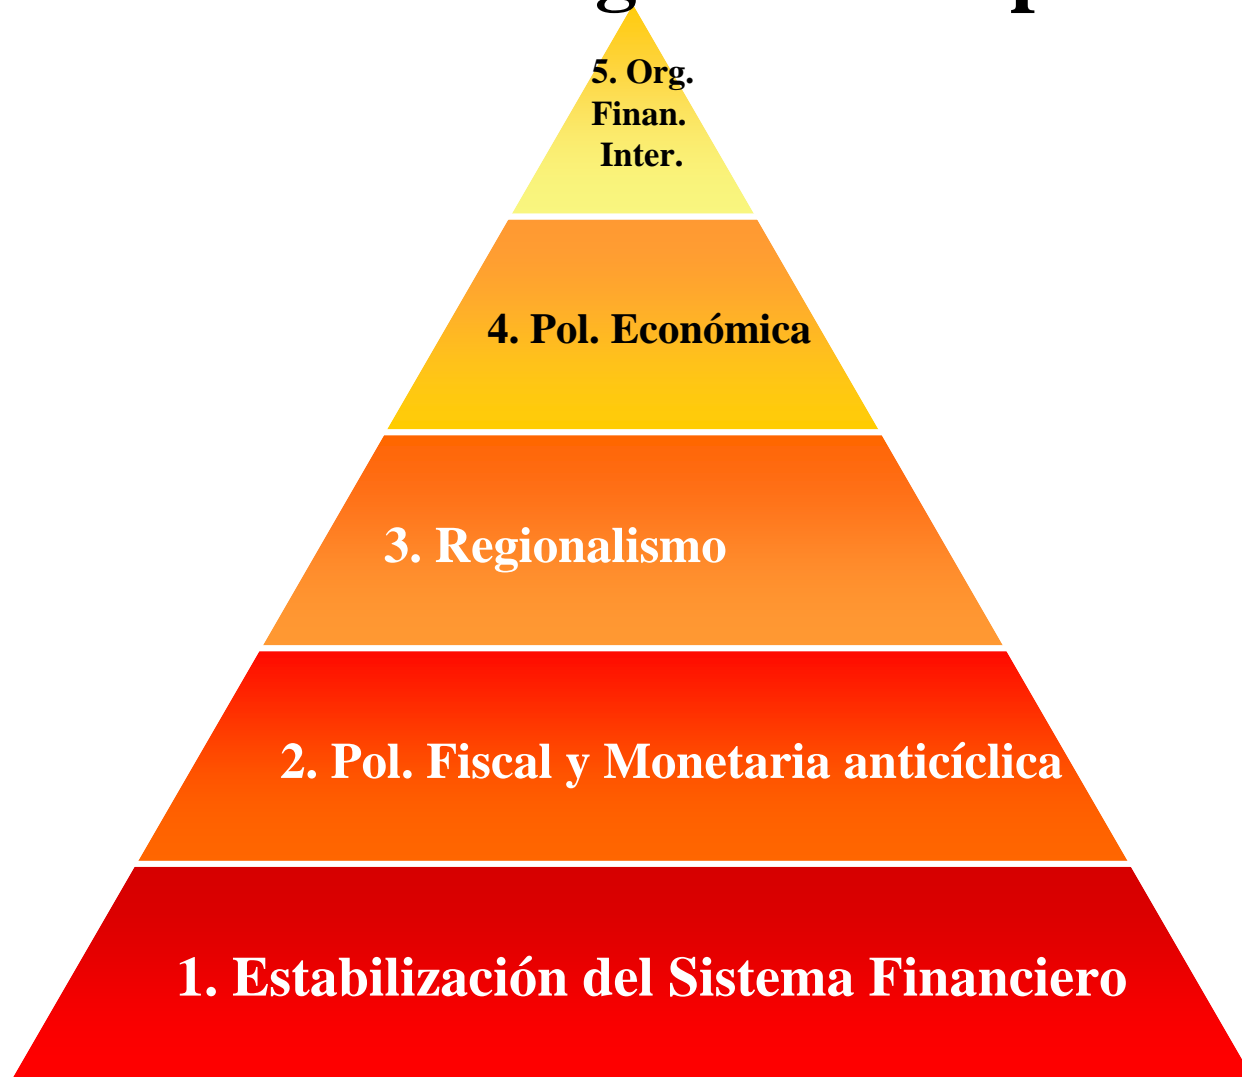 5. Org.
Finan.
Inter.
4. Pol. Económica
3. Regionalismo
2. Pol. Fiscal y Monetaria anticíclica
1. Estabilización del Sistema Financiero